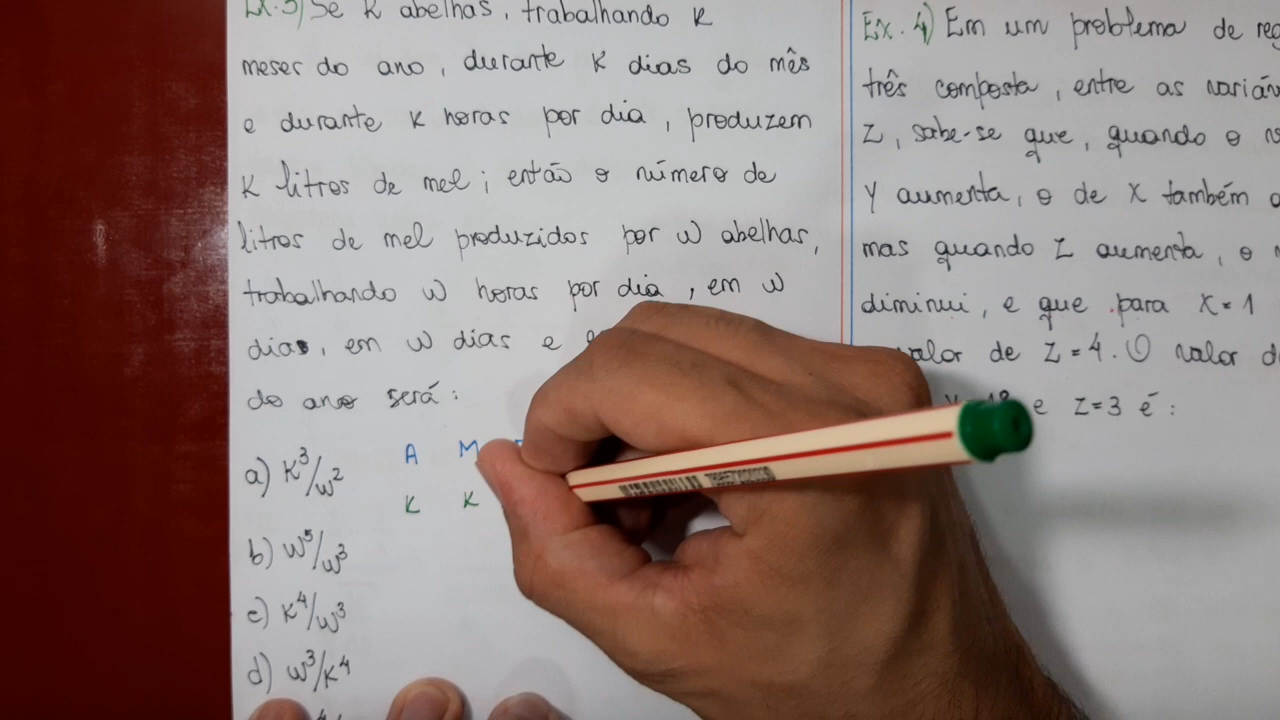 Ex.3) Se K abelhas, trabalhando K
meses do ano, durante K dias do mês
e durante K horas por dia, produzem
K litros de mel; então o número de
litros de mel produzidos por w abelhas,
trabalhando w horas por dia, em w
dias, em w dias e
do ano será:
a) K³/w²
b) w⁵/w³
c) K⁴/w³
d) w³/K⁴
A M
K K
Ex. 4) Em um problema de
três composta, entre as
Z, sabe-se que, quando o
Y aumenta, o de X também
mas quando Z aumenta, o
diminui, e que para X=1
valor de Z=4. O valor
e Z=3 é: